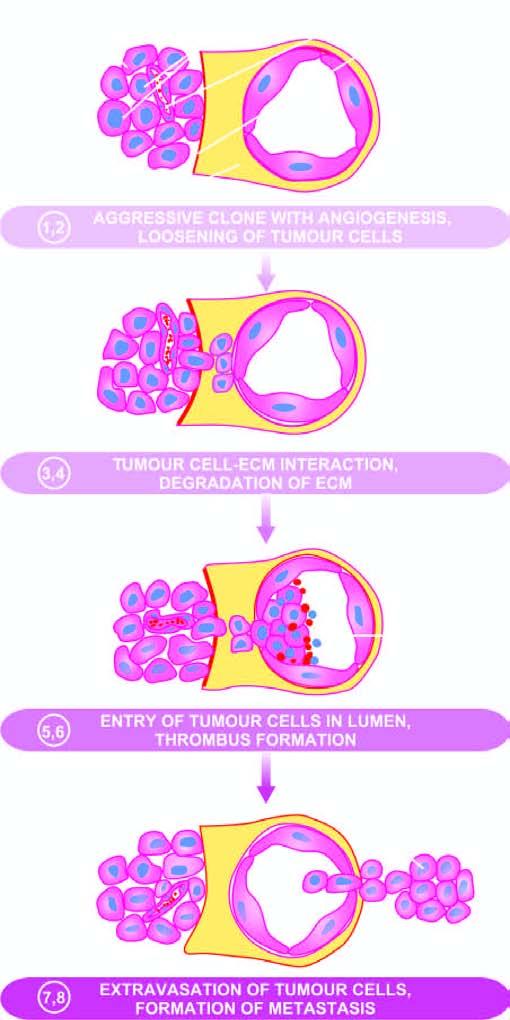 1,2
AGGRESSIVE CLONE WITH ANGIOGENESIS,
LOOSENING OF TUMOUR CELLS
3,4
TUMOUR CELL-ECM INTERACTION,
DEGRADATION OF ECM
5,6
ENTRY OF TUMOUR CELLS IN LUMEN,
THROMBUS FORMATION
7,8
EXTRAVASATION OF TUMOUR CELLS,
FORMATION OF METASTASIS